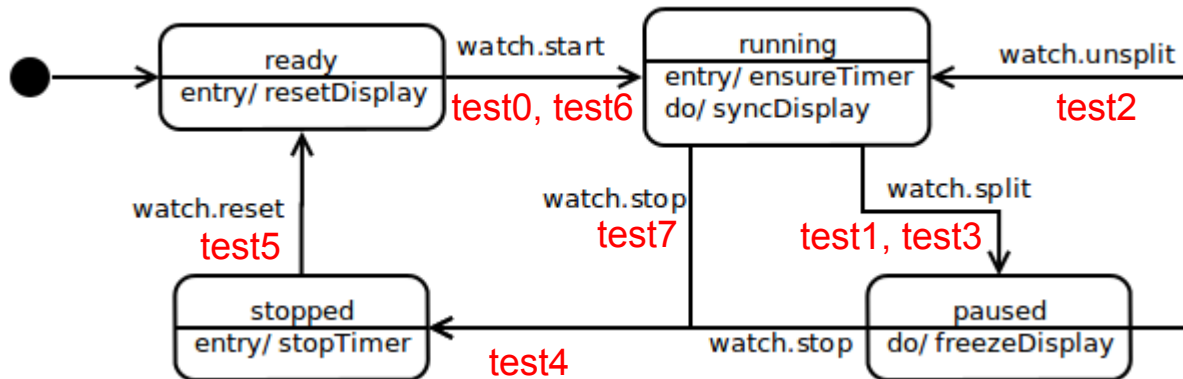 ready
entry/ resetDisplay
watch.start
test0, test6
running
entry/ ensureTimer
do/ syncDisplay
watch.unsplit
test2
watch.reset
test5
watch.stop
test7
watch.split
test1, test3
stopped
entry/ stopTimer
test4
watch.stop
paused
do/ freezeDisplay